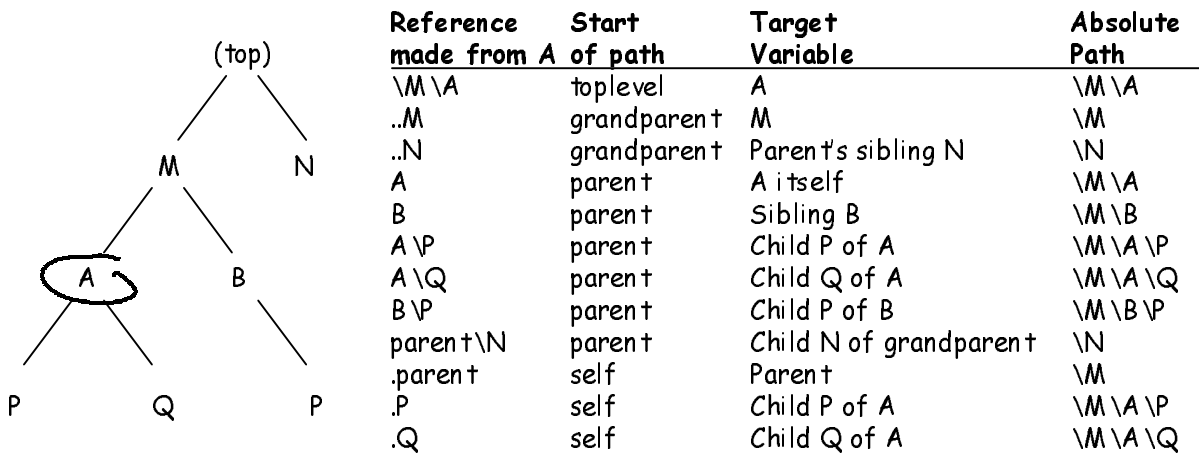 (top)
M N
A B
P Q P
Reference Start Target Absolute
made from A of path Variable Path
\M\A toplevel A \M\A
..M grandparent M \M
..N grandparent Parent's sibling N \N
A parent A itself \M\A
B parent Sibling B \M\B
A\P parent Child P of A \M\A\P
A\Q parent Child Q of A \M\A\Q
B\P parent Child P of B \M\B\P
parent\N parent Child N of grandparent \N
.parent self Parent \M
.P self Child P of A \M\A\P
.Q self Child Q of A \M\A\Q